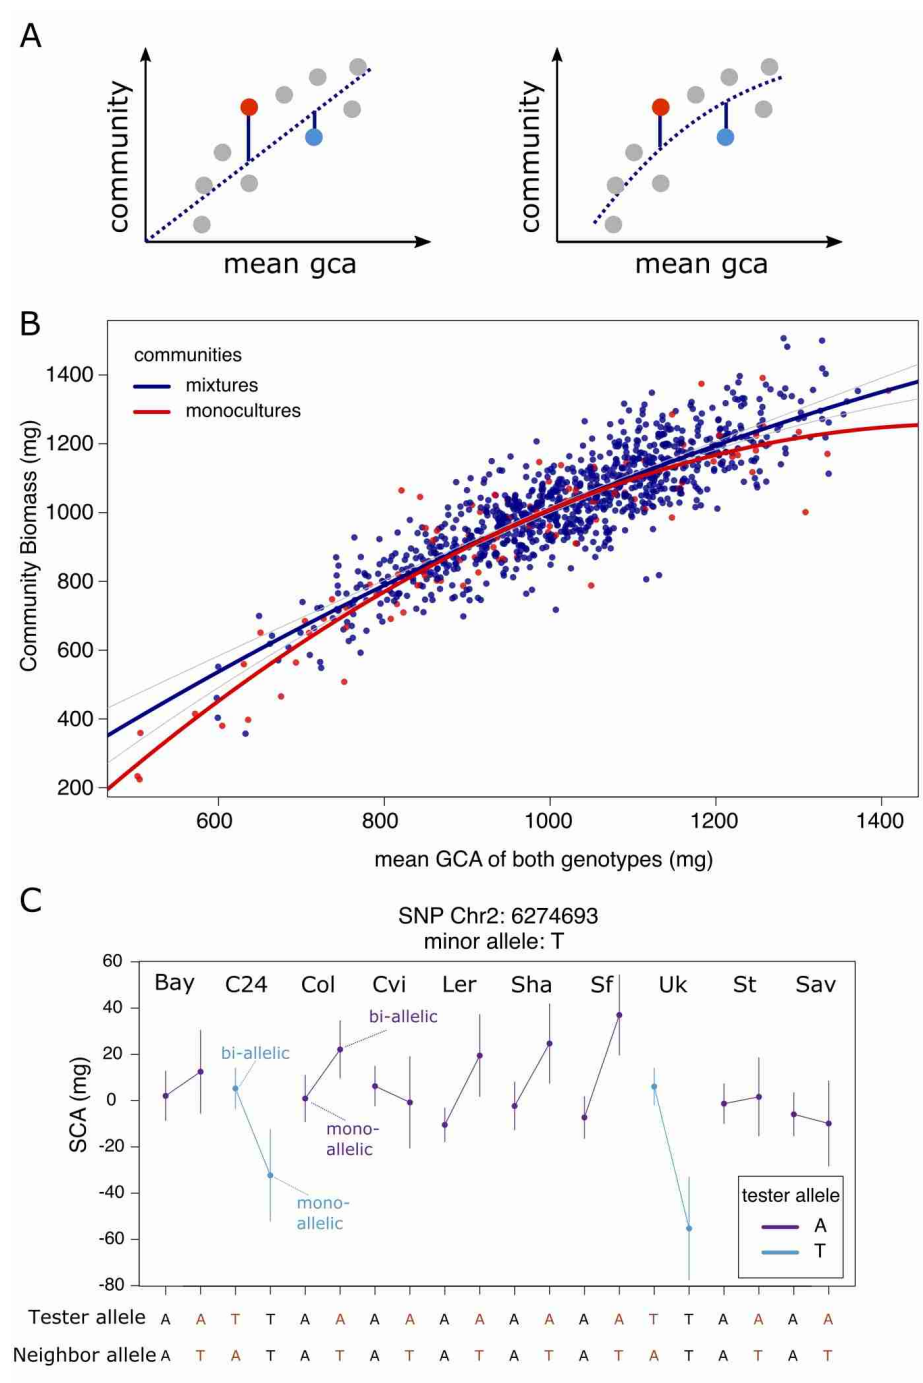 A
community
mean gca
community
mean gca
B
communities
mixtures
monocultures
Community Biomass (mg)
1400
1200
1000
800
600
400
200
600 800 1000 1200 1400
mean GCA of both genotypes (mg)
C
SNP Chr2: 6274693
minor allele: T
SCA (mg)
60
40
20
0
-20
-40
-60
-80
Bay C24 Col Cvi Ler Sha Sf Uk St Sav
bi-allelic
bi-allelic
mono-
allelic
mono-
allelic
tester allele
A
T
Tester allele A A T T A A A A A A A A A A T T A A A A
Neighbor allele A T A T A T A T A T A T A T A T A T A T